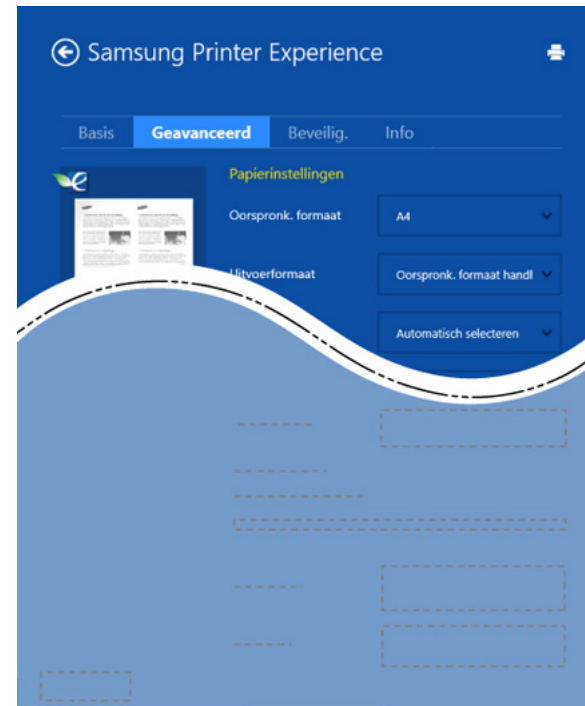 Samsung Printer Experience
Basis Geavanceerd Beveilig. Info
Papierinstellingen
Oorspronk. formaat A4
Uitvoerformaat Oorspronk. formaat handl
Automatisch selecteren